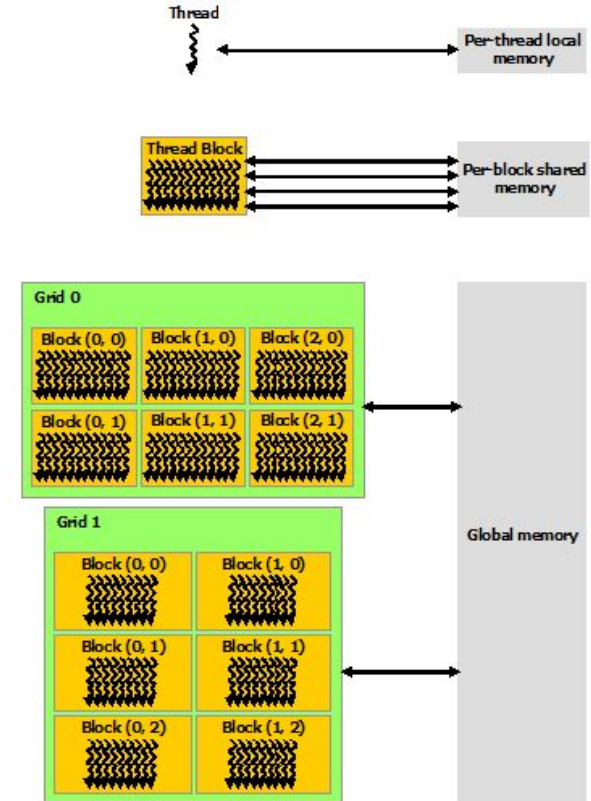 Thread
Per-thread local
memory
Thread Block
Per-block shared
memory
Grid 0
Block (0, 0) Block (1, 0) Block (2, 0)
Block (0, 1) Block (1, 1) Block (2, 1)
Global memory
Grid 1
Block (0, 0) Block (1, 0)
Block (0, 1) Block (1, 1)
Block (0, 2) Block (1, 2)